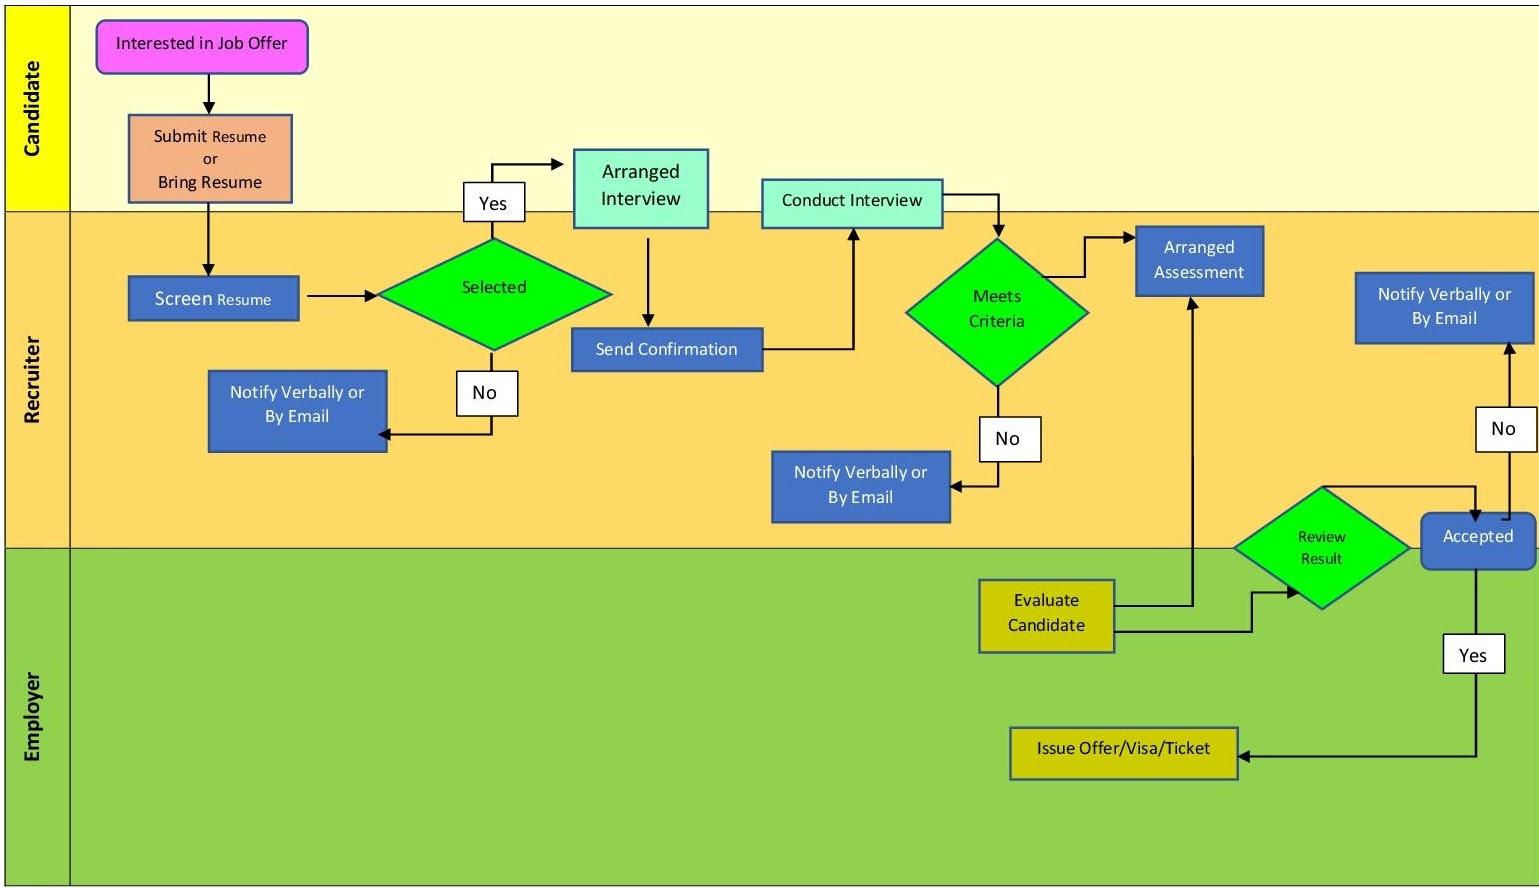 Candidate
Interested in Job Offer
Submit Resume
or
Bring Resume
Yes
Arranged
Interview
Conduct Interview
Recruiter
Screen Resume
Selected
No
Notify Verbally or
By Email
Send Confirmation
Meets
Criteria
No
Notify Verbally or
By Email
Arranged
Assessment
Notify Verbally or
By Email
No
Review
Result
Accepted
Employer
Evaluate
Candidate
Yes
Issue Offer/Visa/Ticket